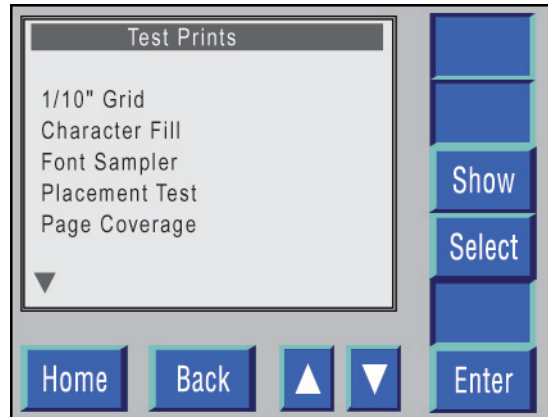 Test Prints
1/10" Grid
Character Fill
Font Sampler
Placement Test
Page Coverage
Show
Select
Home
Back
Enter